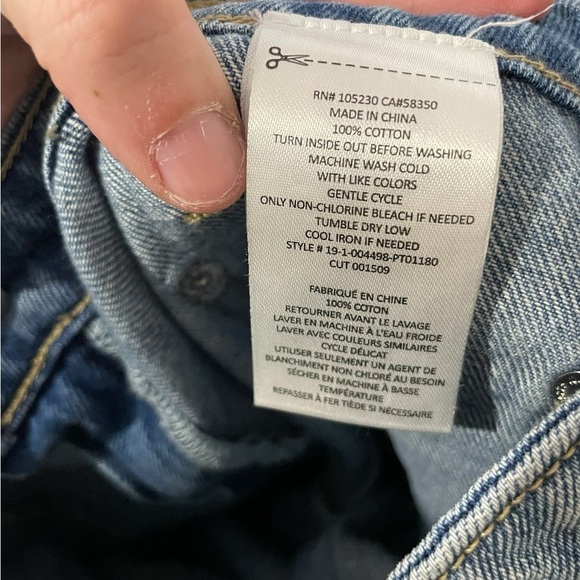 RN# 105230 CA#58350
MADE IN CHINA
100% COTTON
TURN INSIDE OUT BEFORE WASHING
MACHINE WASH COLD
WITH LIKE COLORS
GENTLE CYCLE
ONLY NON-CHLORINE BLEACH IF NEEDED
TUMBLE DRY LOW
COOL IRON IF NEEDED
STYLE # 19-1-004498-PT01180
CUT 001509
FABRIQUÉ EN CHINE
100% COTTON
RETOURNER AVANT LE LAVAGE
LAVER EN MACHINE À L'EAU FROIDE
LAVER AVEC COULEURS SIMILAIRES
CYCLE DÉLICAT
UTILISER SEULEMENT UN AGENT DE
BLANCHIMENT NON CHLORÉ AU BESOIN
SÉCHER EN MACHINE À BASSE
TEMPÉRATURE
REPASSER À FER TIÈDE SI NÉCESSAIRE